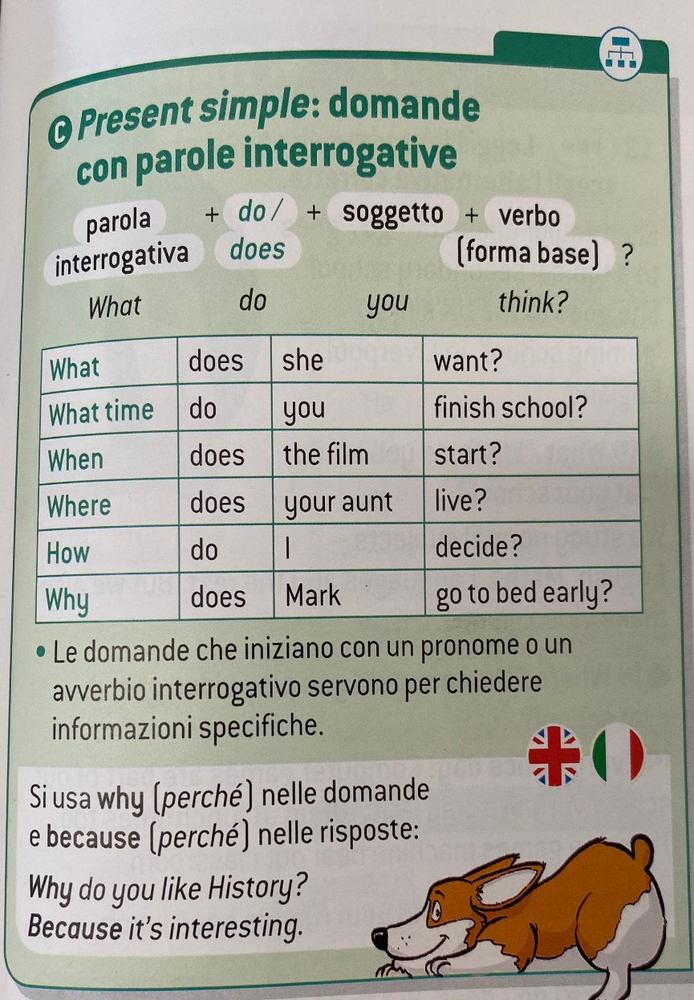 C Present simple: domande
con parole interrogative
parola + do / + soggetto + verbo
interrogativa does (forma base) ?
What do you think?
What does she want?
What time do you finish school?
When does the film start?
Where does your aunt live?
How do I decide?
Why does Mark go to bed early?
• Le domande che iniziano con un pronome o un
avverbio interrogativo servono per chiedere
informazioni specifiche.
Si usa why (perché) nelle domande
e because (perché) nelle risposte:
Why do you like History?
Because it's interesting.